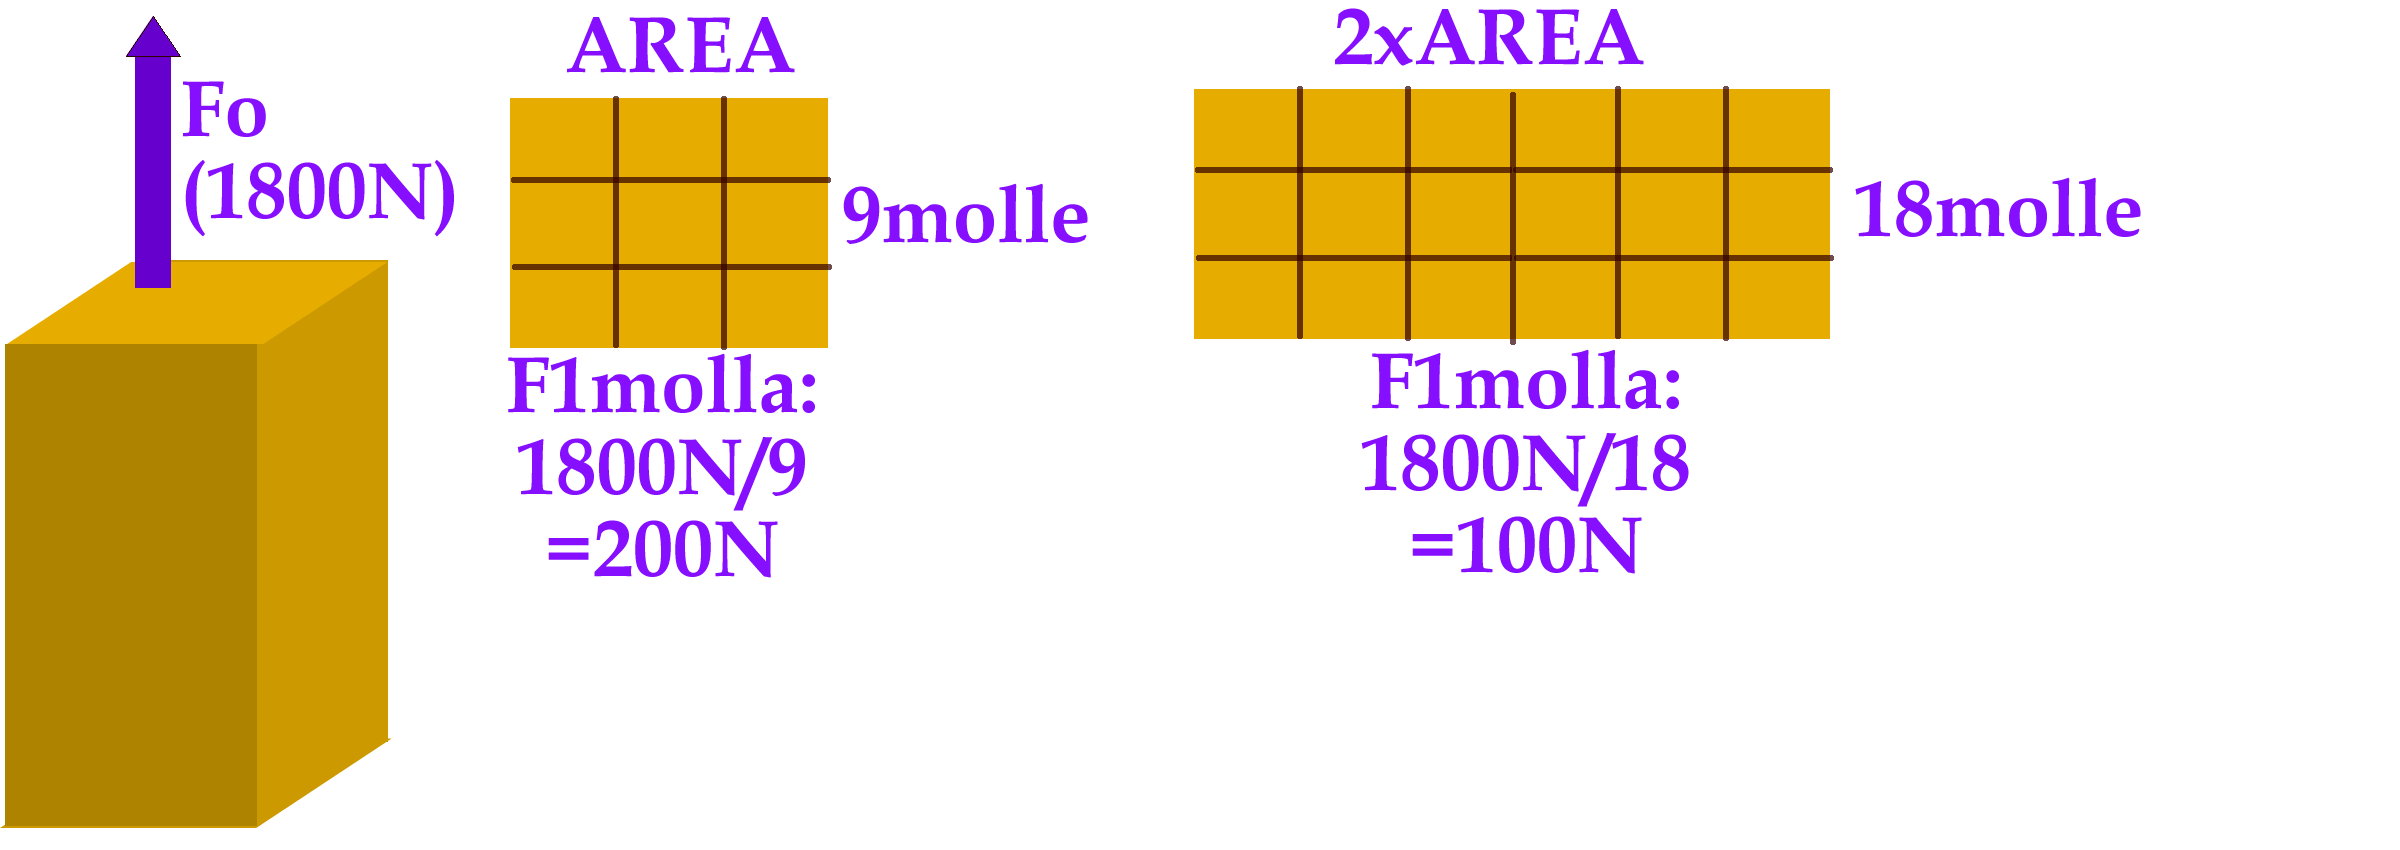 Fo
(1800N)
AREA
9molle
F1molla:
1800N/9
=200N
2xAREA
18molle
F1molla:
1800N/18
=100N